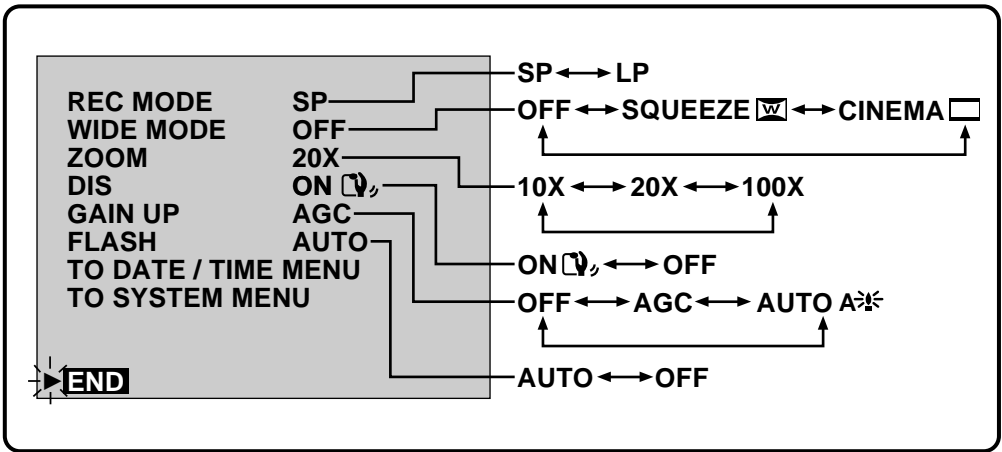 REC MODE SP
WIDE MODE OFF
ZOOM 20X
DIS ON
GAIN UP AGC
FLASH AUTO
TO DATE / TIME MENU
TO SYSTEM MENU
END
SP LP
OFF SQUEEZE W CINEMA
10X 20X 100X
ON OFF
OFF AGC AUTO A
AUTO OFF